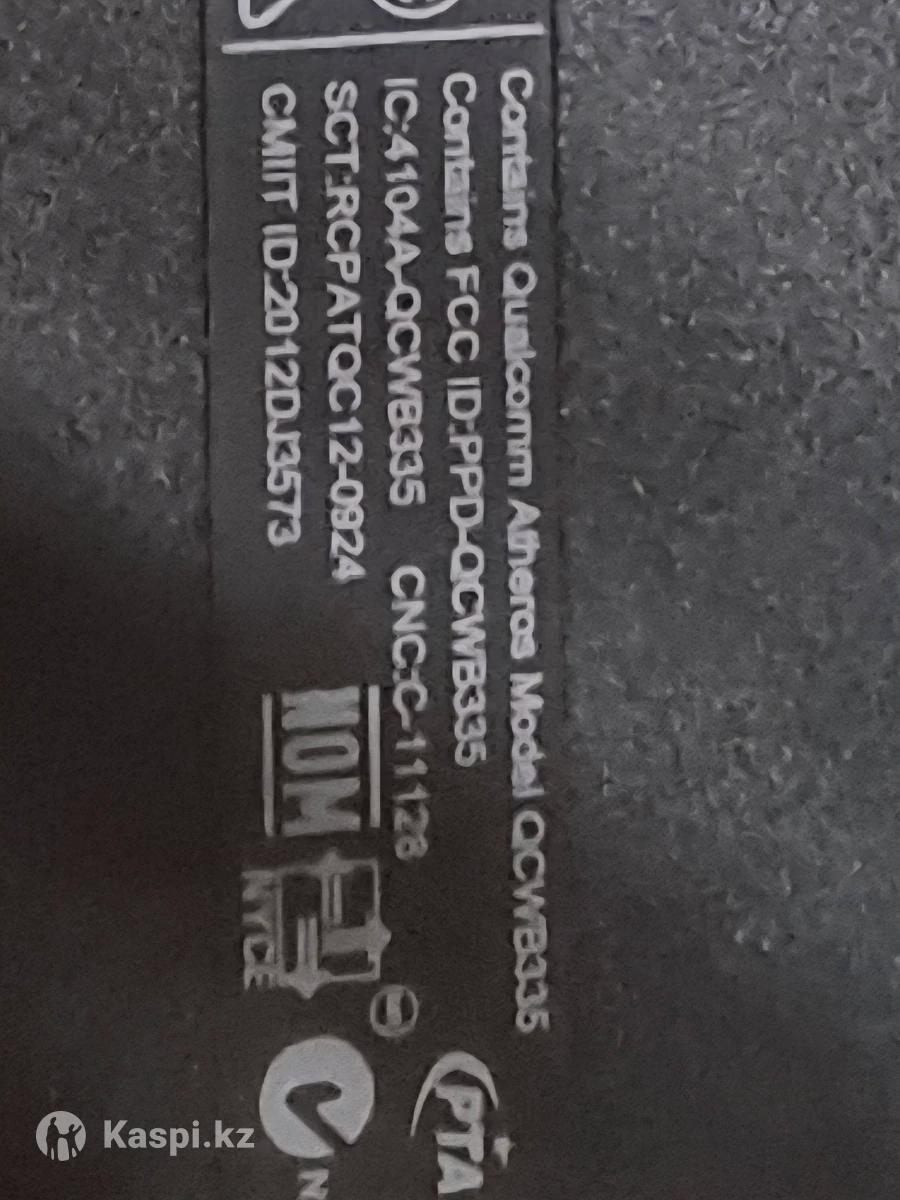 Contains Qualcomm Atheros Model QCWB335
Contains FCC ID:PPD-QCWB335
IC:4104A-QCWB335 CNC:C-11128
SCT:RCPATQC12-0924
CMIIT ID:2012DJ3573
NOM
NYCE
PTA
N
Kaspi.kz